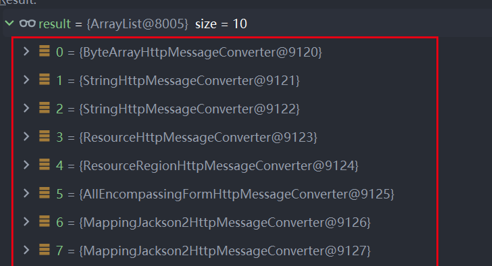 result = {ArrayList@8005} size = 10
0 = {ByteArrayHttpMessageConverter@9120}
1 = {StringHttpMessageConverter@9121}
2 = {StringHttpMessageConverter@9122}
3 = {ResourceHttpMessageConverter@9123}
4 = {ResourceRegionHttpMessageConverter@9124}
5 = {AllEncompassingFormHttpMessageConverter@9125}
6 = {MappingJackson2HttpMessageConverter@9126}
7 = {MappingJackson2HttpMessageConverter@9127}